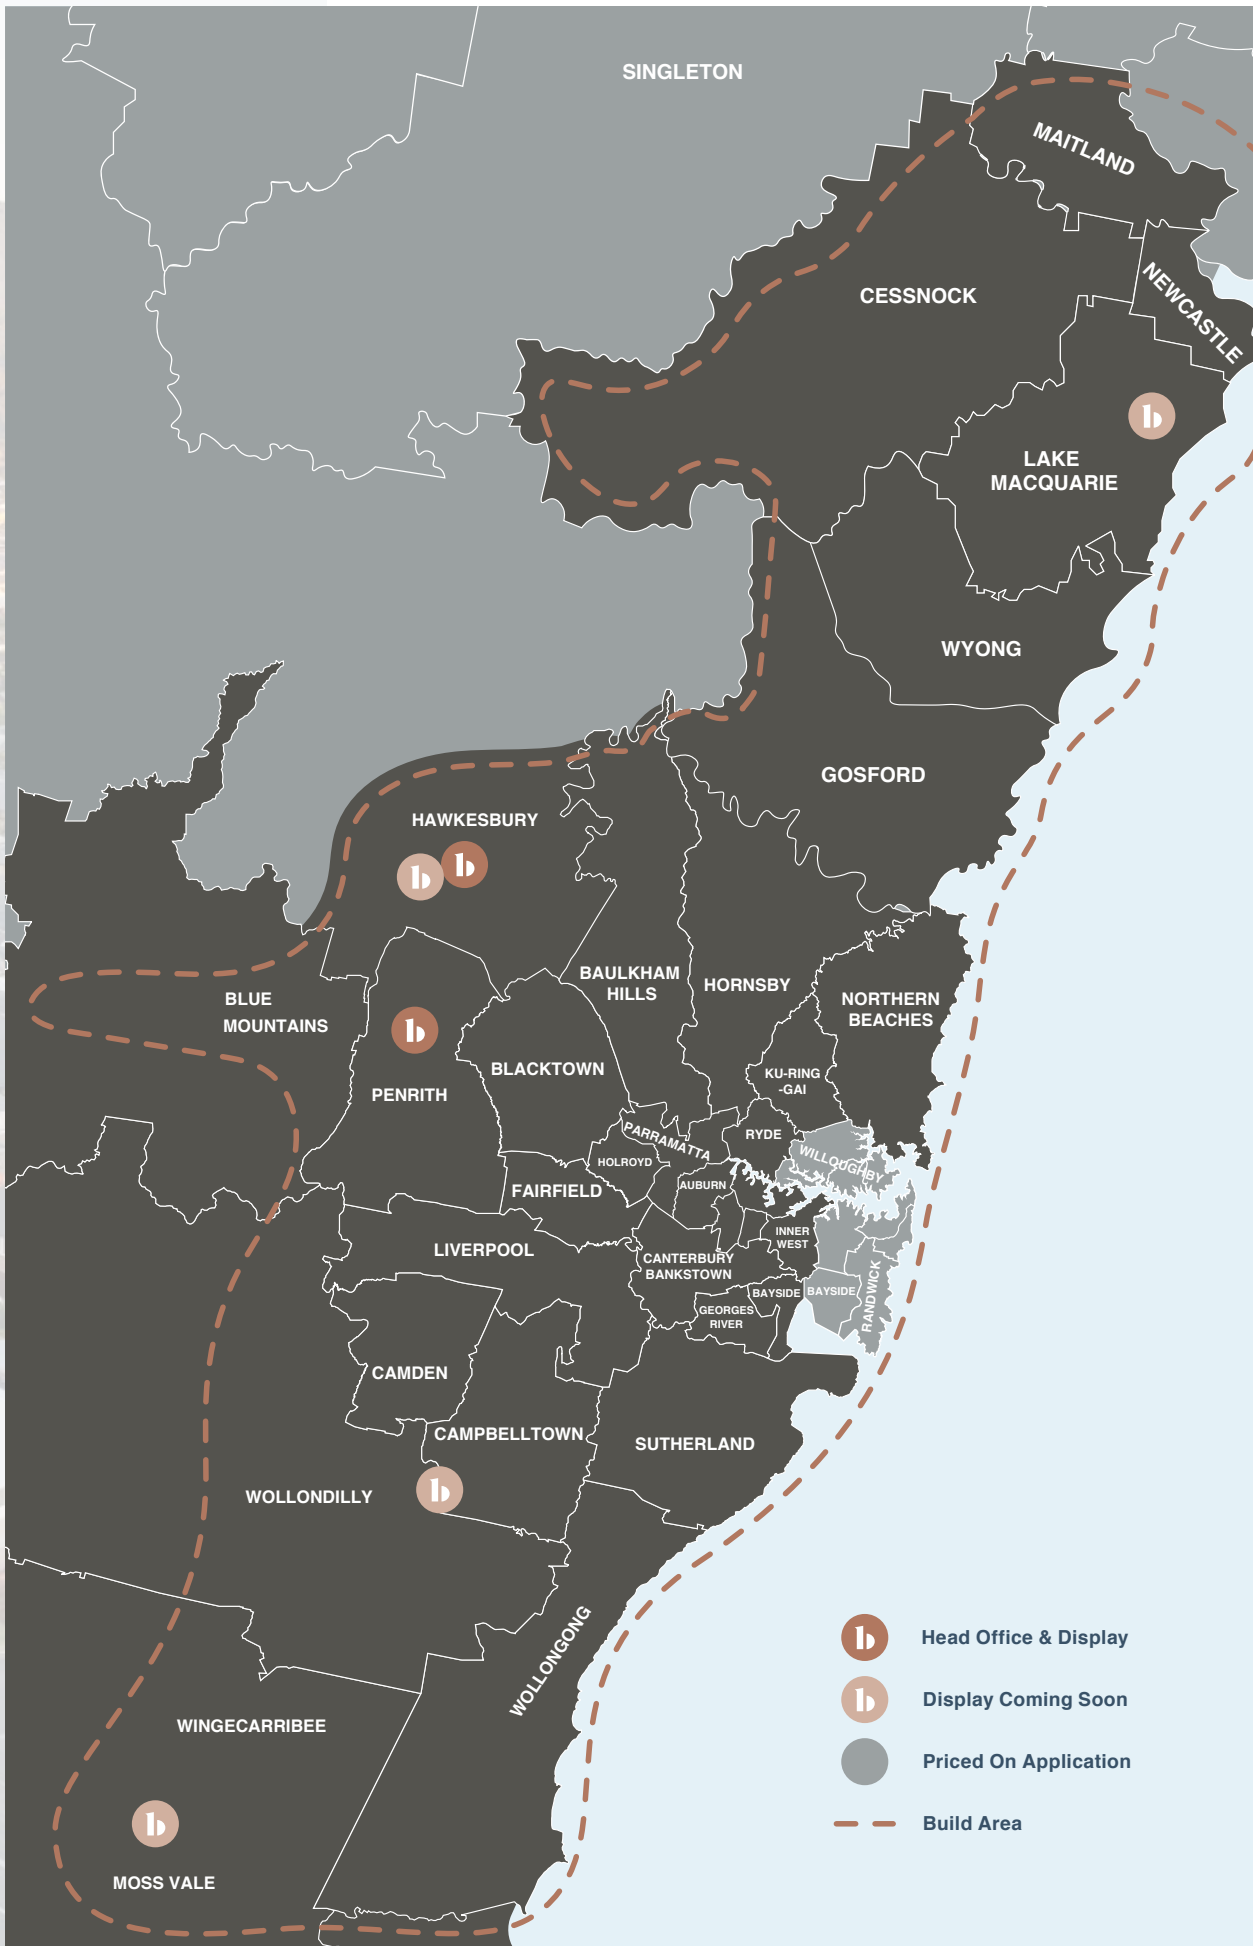 SINGLETON
MAITLAND
CESSNOCK
NEWCASTLE
LAKE
MACQUARIE
WYONG
GOSFORD
HAWKESBURY
BAULKHAM
HILLS
HORNSBY
NORTHERN
BEACHES
BLUE
MOUNTAINS
KU-RING
-GAI
BLACKTOWN
PENRITH
PARRAMATTA
RYDE
WILLOUGHBY
HOLROYD
FAIRFIELD
AUBURN
INNER
WEST
LIVERPOOL
CANTERBURY
BANKSTOWN
BAYSIDE
BAYSIDE
RANDWICK
GEORGES
RIVER
CAMDEN
CAMPBELLTOWN
SUTHERLAND
WOLLONDILLY
WOLLONGONG
WINGECARRIBEE
MOSS VALE
Head Office & Display
Display Coming Soon
Priced On Application
Build Area